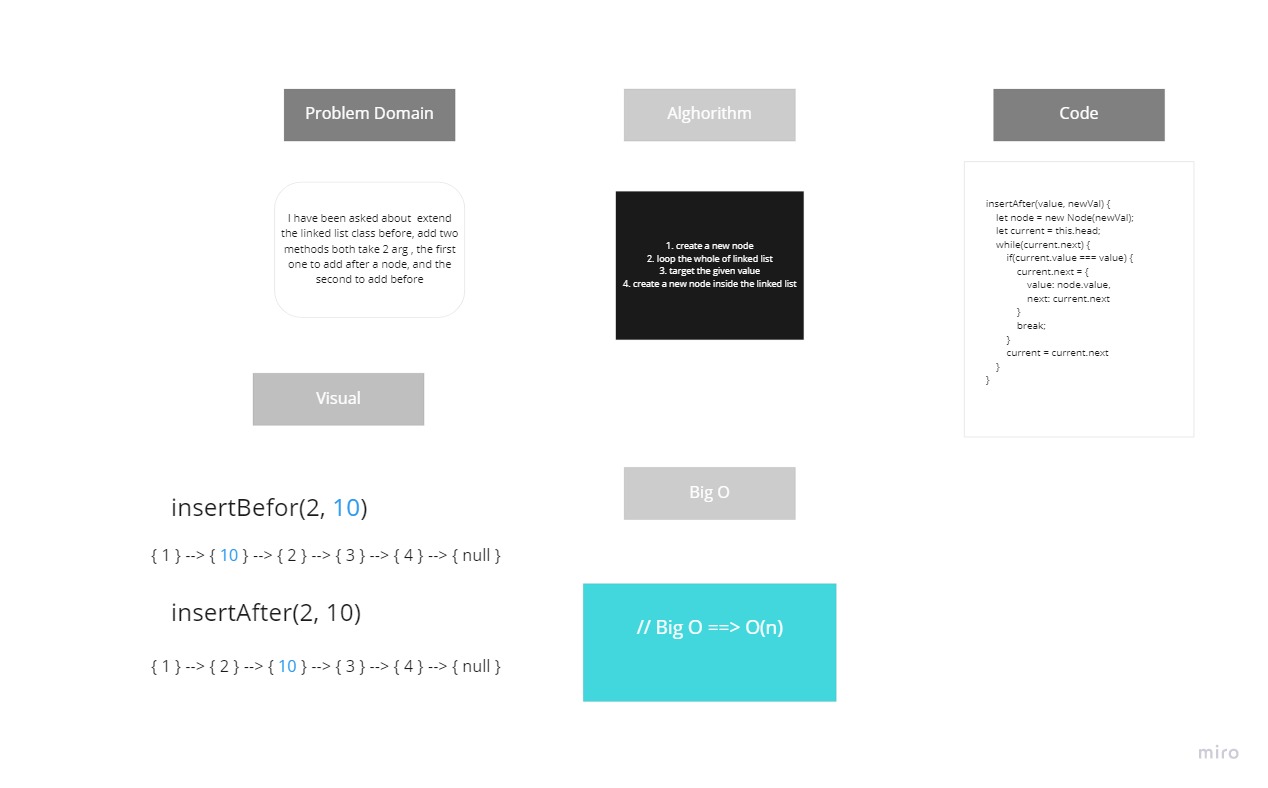 Problem Domain
I have been asked about  extend
the linked list class before, add two
methods both take 2 arg , the first
one to add after a node, and the
second to add before
Visual
insertBefor(2, 10)
{ 1 } --> { 10 } --> { 2 } --> { 3 } --> { 4 } --> { null }
insertAfter(2, 10)
{ 1 } --> { 2 } --> { 10 } --> { 3 } --> { 4 } --> { null }
Alghorithm
1. create a new node
2. loop the whole of linked list
3. target the given value
4. create a new node inside the linked list
Big O
// Big O ==> O(n)
Code
insertAfter(value, newVal) {
let node = new Node(newVal);
let current = this.head;
while(current.next) {
if(current.value === value) {
current.next = {
value: node.value,
next: current.next
}
break;
}
current = current.next
}
}
miro